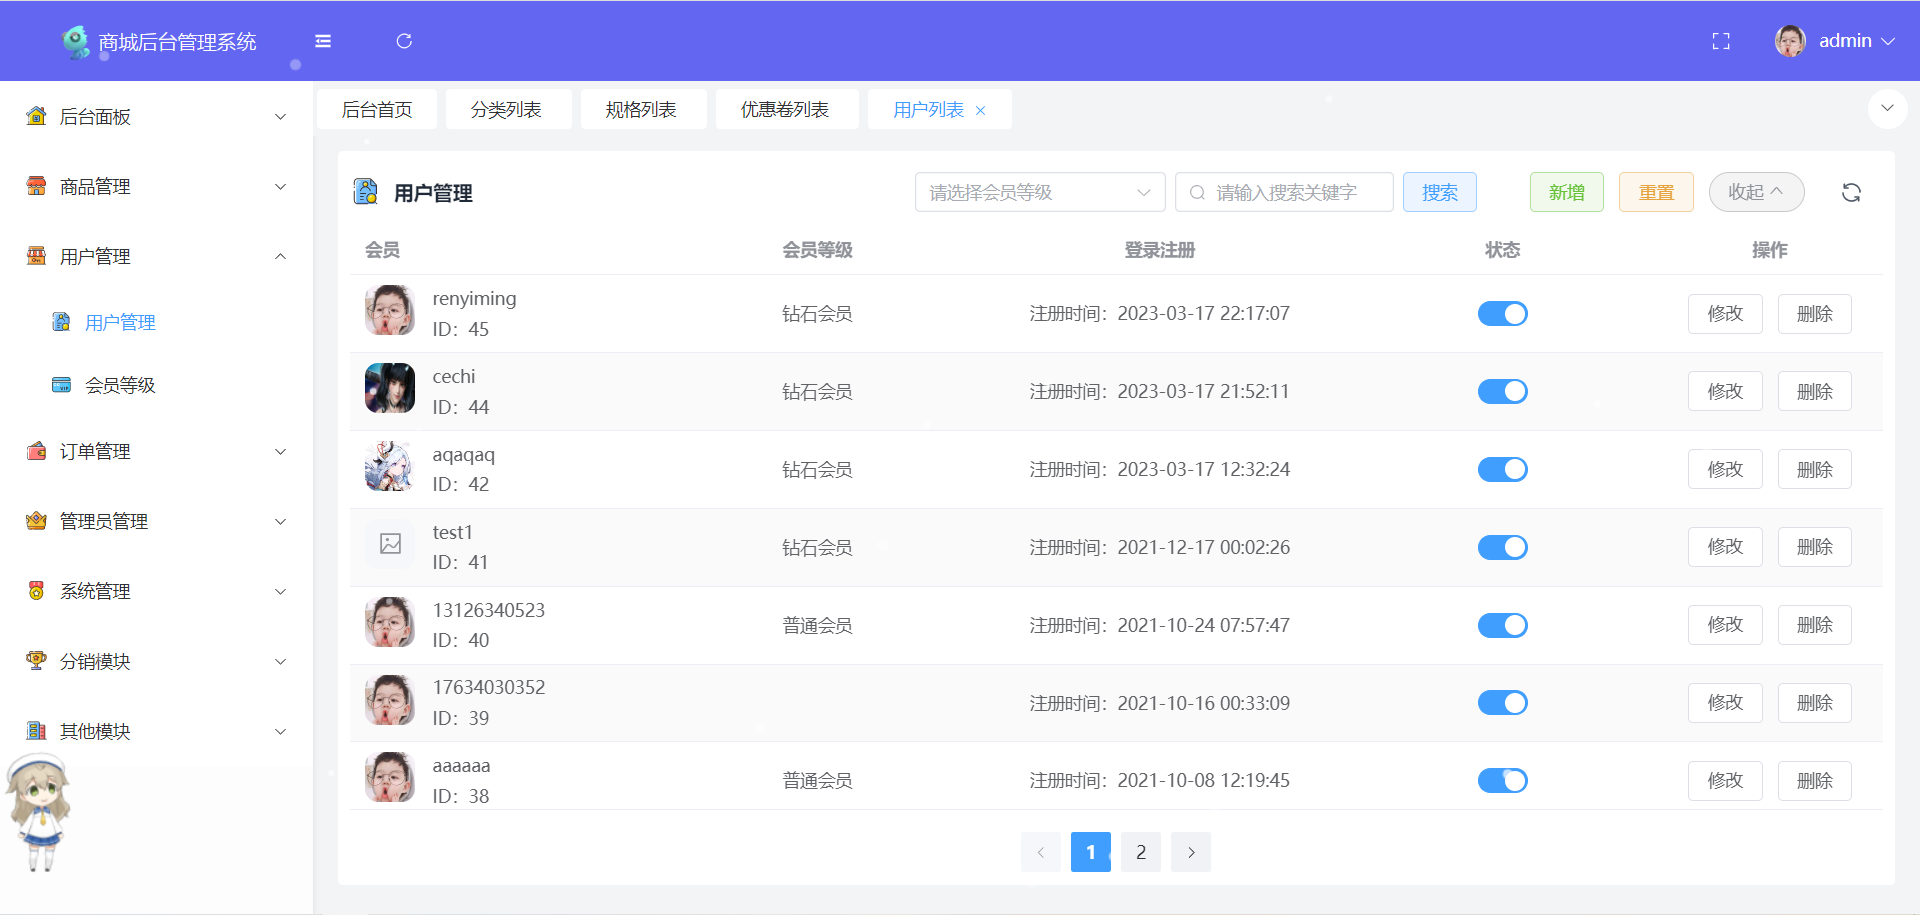 商城后台管理系统
admin
后台面板
商品管理
用户管理
用户管理
会员等级
订单管理
管理员管理
系统管理
分销模块
其他模块
后台首页
分类列表
规格列表
优惠卷列表
用户列表
用户管理
请选择会员等级
请输入搜索关键字
搜索
新增
重置
收起
会员 会员等级 登录注册 状态 操作
renyiming
ID：45
钻石会员 注册时间：2023-03-17 22:17:07 修改 删除
cechi
ID：44
钻石会员 注册时间：2023-03-17 21:52:11 修改 删除
aqaqaq
ID：42
钻石会员 注册时间：2023-03-17 12:32:24 修改 删除
test1
ID：41
钻石会员 注册时间：2021-12-17 00:02:26 修改 删除
13126340523
ID：40
普通会员 注册时间：2021-10-24 07:57:47 修改 删除
17634030352
ID：39
注册时间：2021-10-16 00:33:09 修改 删除
aaaaaa
ID：38
普通会员 注册时间：2021-10-08 12:19:45 修改 删除
1 2